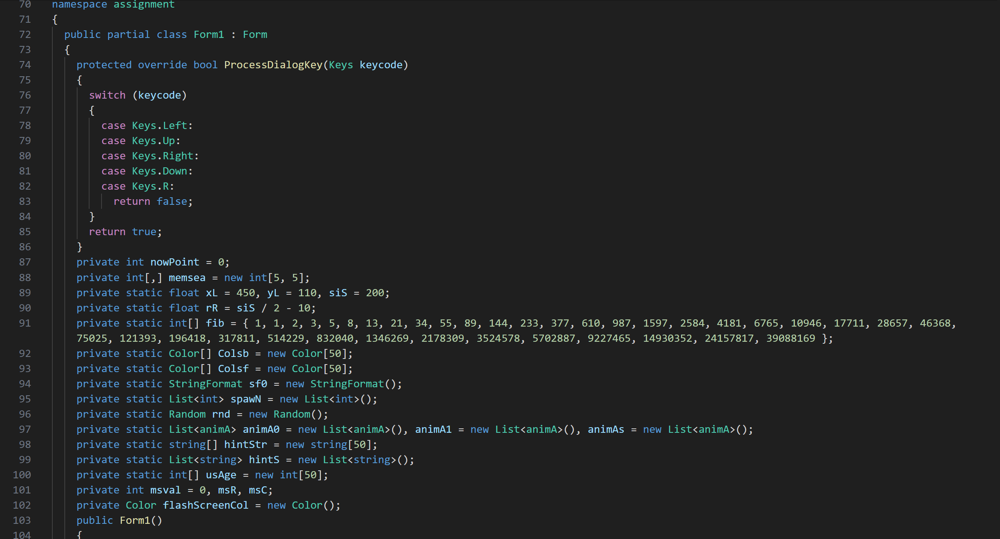 70 namespace assignment
71 {
72 public partial class Form1 : Form
73 {
74 protected override bool ProcessDialogKey(Keys keycode)
75 {
76 switch (keycode)
77 {
78 case Keys.Left:
79 case Keys.Up:
80 case Keys.Right:
81 case Keys.Down:
82 case Keys.R:
83 return false;
84 }
85 return true;
86 }
87 private int nowPoint = 0;
88 private int[,] memsea = new int[5, 5];
89 private static float xL = 450, yL = 110, siS = 200;
90 private static float rR = siS / 2 - 10;
91 private static int[] fib = { 1, 1, 2, 3, 5, 8, 13, 21, 34, 55, 89, 144, 233, 377, 610, 987, 1597, 2584, 4181, 6765, 10946, 17711, 28657, 46368,
75025, 121393, 196418, 317811, 514229, 832040, 1346269, 2178309, 3524578, 5702887, 9227465, 14930352, 24157817, 39088169 };
92 private static Color[] Colsb = new Color[50];
93 private static Color[] Colsf = new Color[50];
94 private static StringFormat sf0 = new StringFormat();
95 private static List<int> spawN = new List<int>();
96 private static Random rnd = new Random();
97 private static List<animA> animA0 = new List<animA>(), animA1 = new List<animA>(), animAs = new List<animA>();
98 private static string[] hintStr = new string[50];
99 private static List<string> hintS = new List<string>();
100 private static int[] usAge = new int[50];
101 private int msval = 0, msR, msC;
102 private Color flashScreenCol = new Color();
103 public Form1()
104 {